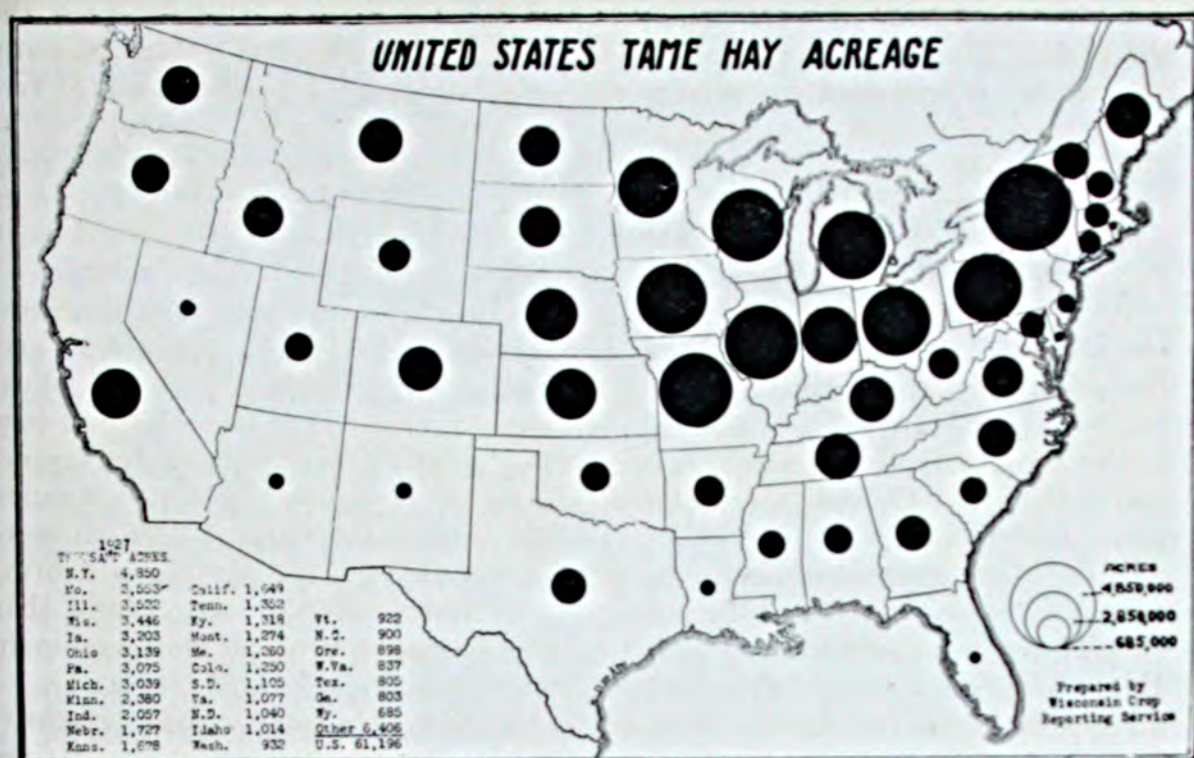 UNITED STATES TAME HAY ACREAGE
1927
THOUSAND ACRES
N.Y. 4,850
Mo. 3,553 Calif. 1,649
Ill. 3,522 Tenn. 1,352
Wis. 3,446 Ky. 1,318 Vt. 922
Ia. 3,203 Mont. 1,274 N.C. 900
Ohio 3,139 Me. 1,260 Ore. 898
Pa. 3,075 Colo. 1,250 W.Va. 837
Mich. 3,039 S.D. 1,105 Tex. 805
Minn. 2,380 Va. 1,077 Ga. 803
Ind. 2,057 N.D. 1,040 Wy. 685
Nebr. 1,727 Idaho 1,014 Other 6,406
Kans. 1,678 Wash. 932 U.S. 61,196
ACRES
4,850,000
2,850,000
685,000
Prepared by
Wisconsin Crop
Reporting Service